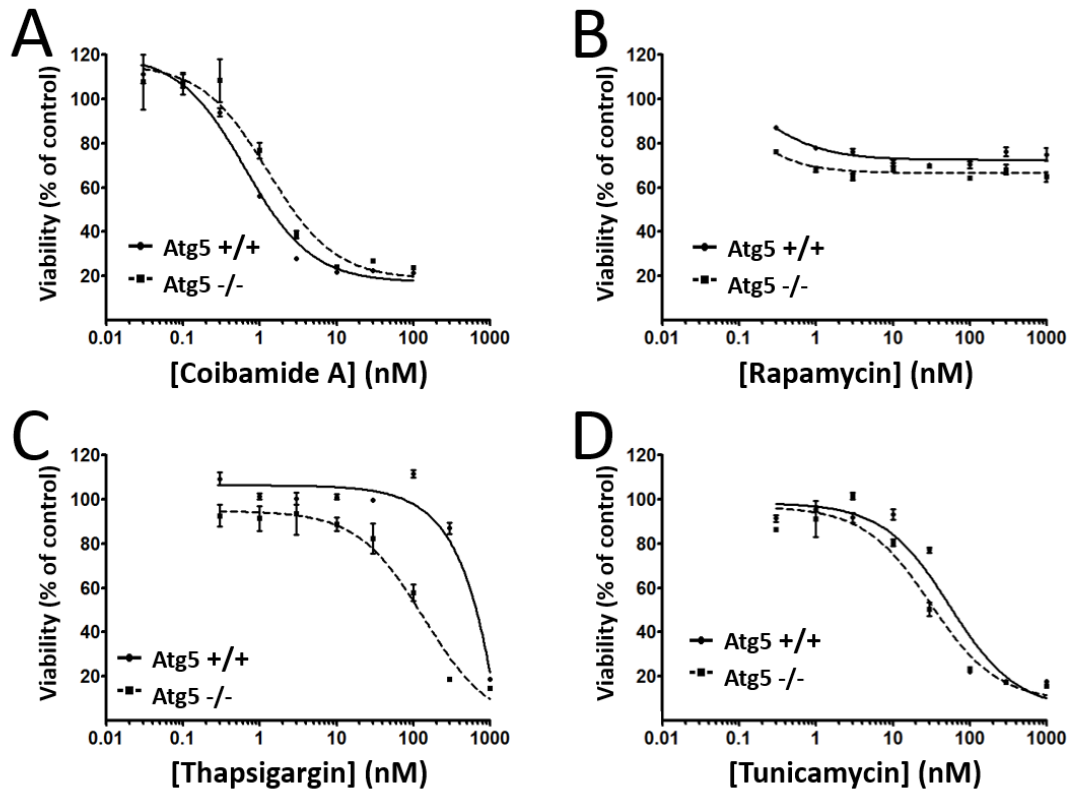 A
Viability (% of control)
120
100
80
60
40
20
Atg5 +/+
Atg5 -/-
0.01 0.1 1 10 100 1000
[Coibamide A] (nM)
B
Viability (% of control)
120
100
80
60
40
20
Atg5 +/+
Atg5 -/-
0.01 0.1 1 10 100 1000
[Rapamycin] (nM)
C
Viability (% of control)
120
100
80
60
40
20
Atg5 +/+
Atg5 -/-
0.01 0.1 1 10 100 1000
[Thapsigargin] (nM)
D
Viability (% of control)
120
100
80
60
40
20
Atg5 +/+
Atg5 -/-
0.01 0.1 1 10 100 1000
[Tunicamycin] (nM)